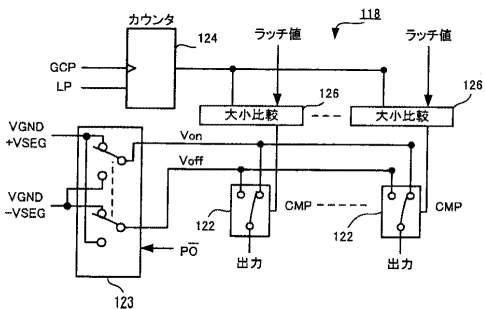 カウンタ
124
ラッチ値
118
ラッチ値
GCP
LP
126
126
大小比較
大小比較
VGND
+VSEG
Von
Voff
VGND
−VSEG
CMP
CMP
122
122
PO̅
出力
出力
123